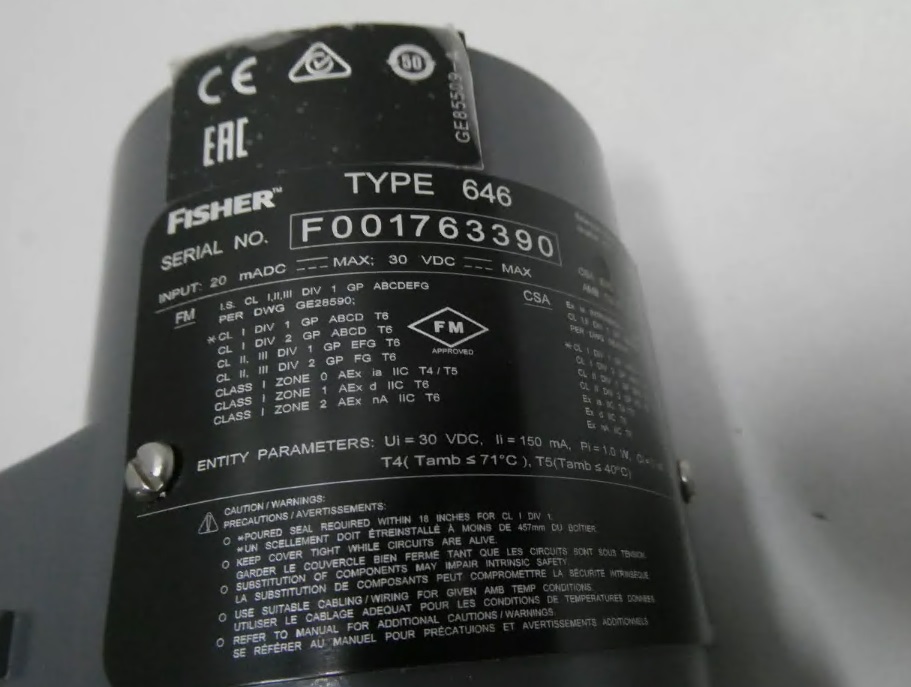 CE
50
EAC
GE85509-A
TYPE 646
FISHER™
SERIAL NO. F001763390
INPUT: 20 mADC MAX; 30 VDC MAX
FM
I.S. CL I,II,III DIV 1 GP ABCDEFG
PER DWG GE28590;
*CL I DIV 1 GP ABCD T6
CL I DIV 2 GP ABCD T6
CL II, III DIV 1 GP EFG T6
CL II, III DIV 2 GP FG T6
CLASS I ZONE 0 AEx ia IIC T4/T5
CLASS I ZONE 1 AEx d IIC T6
CLASS I ZONE 2 AEx nA IIC T6
FM
APPROVED
CSA
ENTITY PARAMETERS: Ui = 30 VDC, Ii = 150 mA, Pi = 1.0 W,
T4( Tamb ≤ 71°C ), T5(Tamb ≤ 40°C)
CAUTION / WARNINGS:
PRECAUTIONS / AVERTISSEMENTS:
*POURED SEAL REQUIRED WITHIN 18 INCHES FOR CL I DIV 1.
*UN SCELLEMENT DOIT ÉTREINSTALLÉ À MOINS DE 457mm DU BOÎTIER.
KEEP COVER TIGHT WHILE CIRCUITS ARE ALIVE.
GARDER LE COUVERCLE BIEN FERMÉ TANT QUE LES CIRCUITS SONT SOUS TENSION
SUBSTITUTION OF COMPONENTS MAY IMPAIR INTRINSIC SAFETY.
LA SUBSTITUTION DE COMPOSANTS PEUT COMPROMETTRE LA SÉCURITÉ INTRINSÈQUE
USE SUITABLE CABLING / WIRING FOR GIVEN AMB TEMP CONDITIONS.
UTILISER LE CABLAGE ADEQUAT POUR LES CONDITIONS DE TEMPÉRATURES DONNÉES
REFER TO MANUAL FOR ADDITIONAL CAUTIONS / WARNINGS.
SE RÉFÉRER AU MANUEL POUR PRÉCATUIONS ET AVERTISSEMENTS ADDITIONNELS